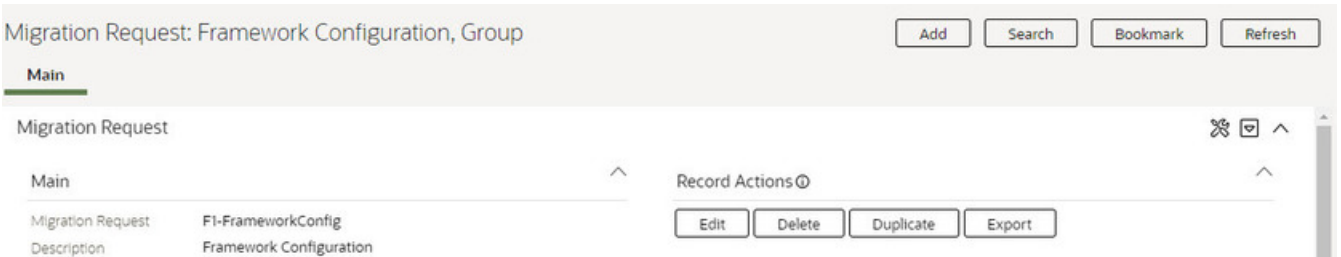 Migration Request: Framework Configuration, Group
Add Search Bookmark Refresh
Main
Migration Request
Main
Record Actions
Migration Request F1-FrameworkConfig
Edit Delete Duplicate Export
Description Framework Configuration